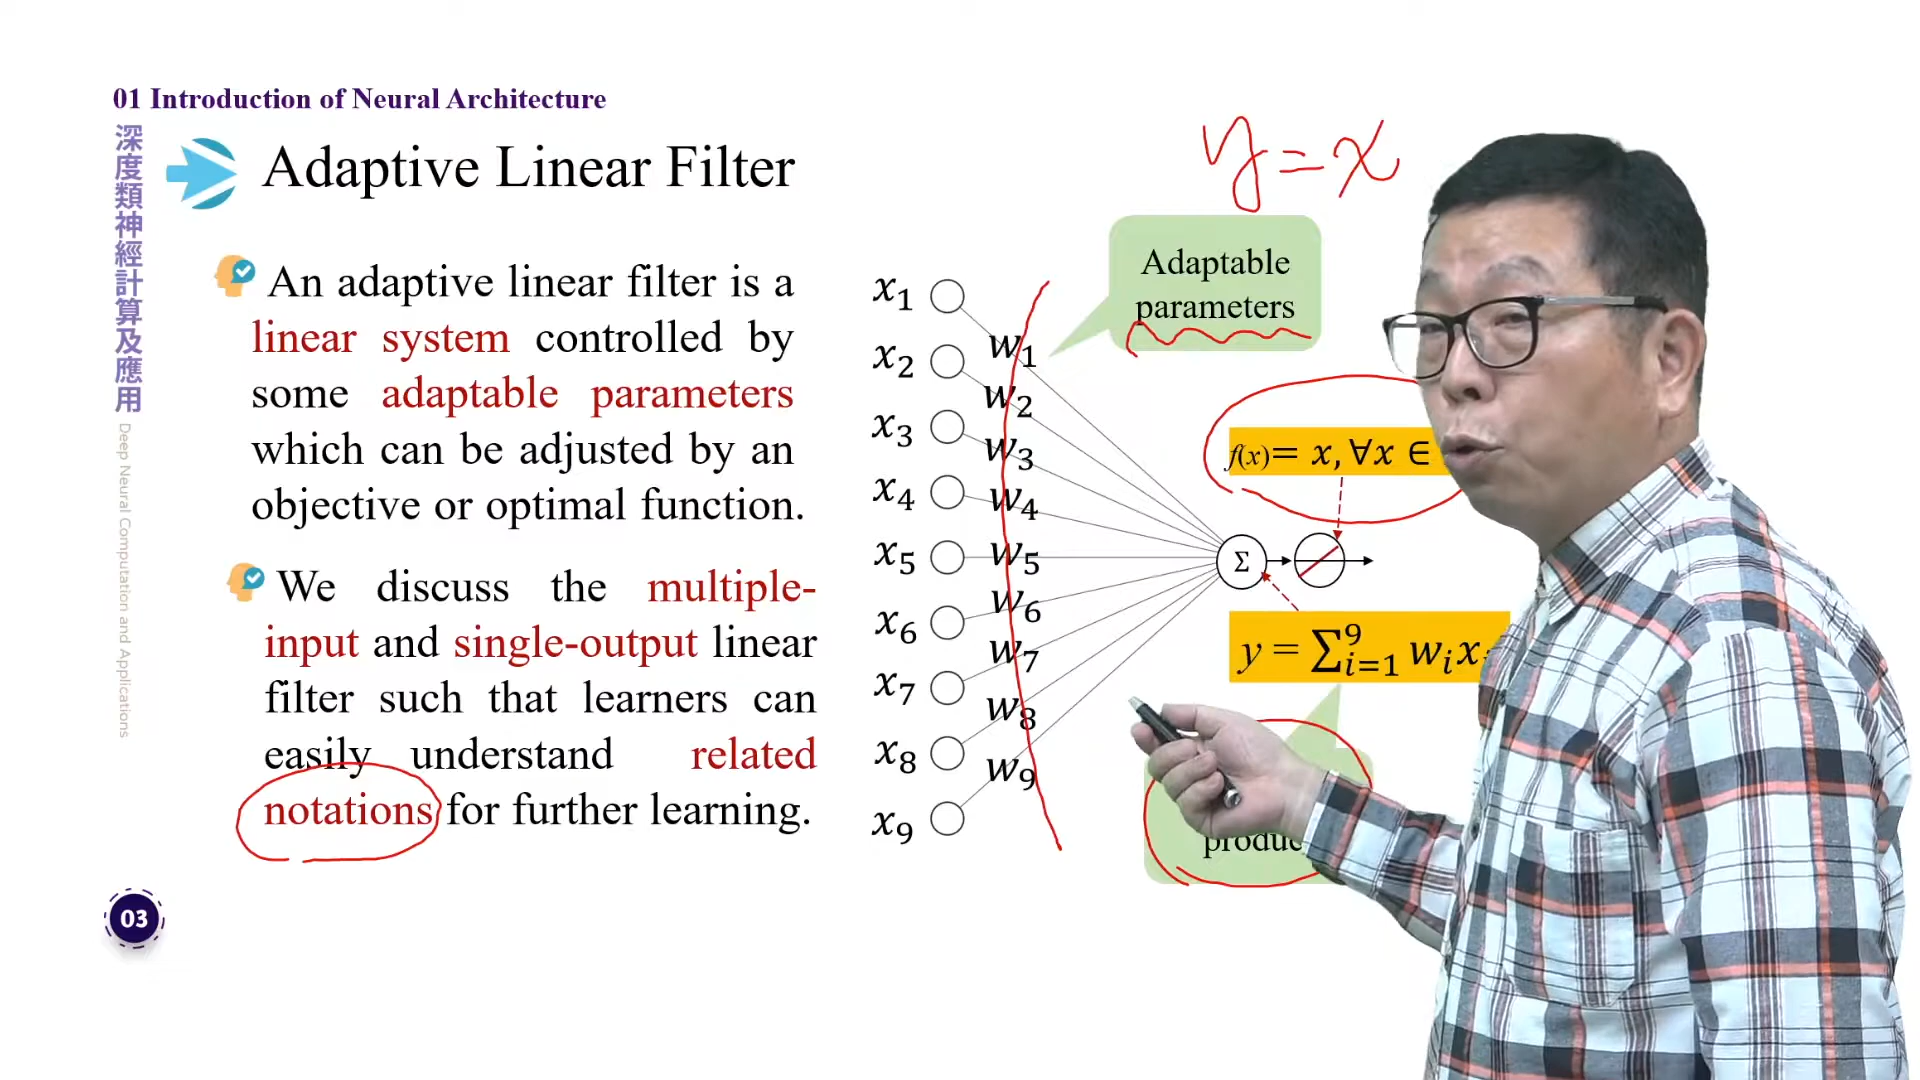 01 Introduction of Neural Architecture
深度類神經計算及應用
Deep Neural Computation and Applications
Adaptive Linear Filter
An adaptive linear filter is a
linear system controlled by
some adaptable parameters
which can be adjusted by an
objective or optimal function.
We discuss the multiple-
input and single-output linear
filter such that learners can
easily understand related
notations for further learning.
03
y = x
Adaptable
parameters
x₁
x₂
x₃
x₄
x₅
x₆
x₇
x₈
x₉
w₁
w₂
w₃
w₄
w₅
w₆
w₇
w₈
w₉
f(x)= x, ∀x ∈
Σ
y = ∑⁹ᵢ₌₁ wᵢx
produc